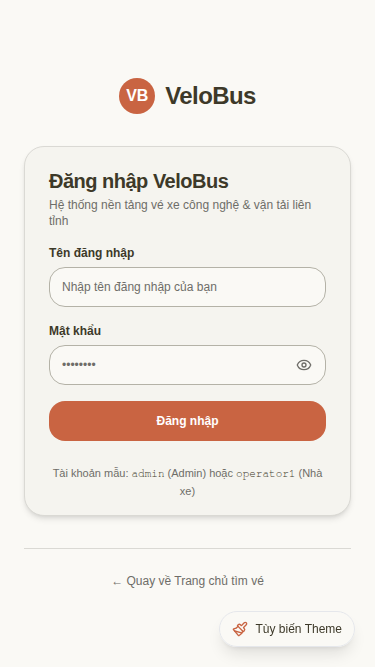 VB VeloBus
Đăng nhập VeloBus
Hệ thống nền tảng vé xe công nghệ & vận tải liên
tỉnh
Tên đăng nhập
Nhập tên đăng nhập của bạn
Mật khẩu
••••••••
Đăng nhập
Tài khoản mẫu: admin (Admin) hoặc operator1 (Nhà
xe)
← Quay về Trang chủ tìm vé
Tùy biến Theme